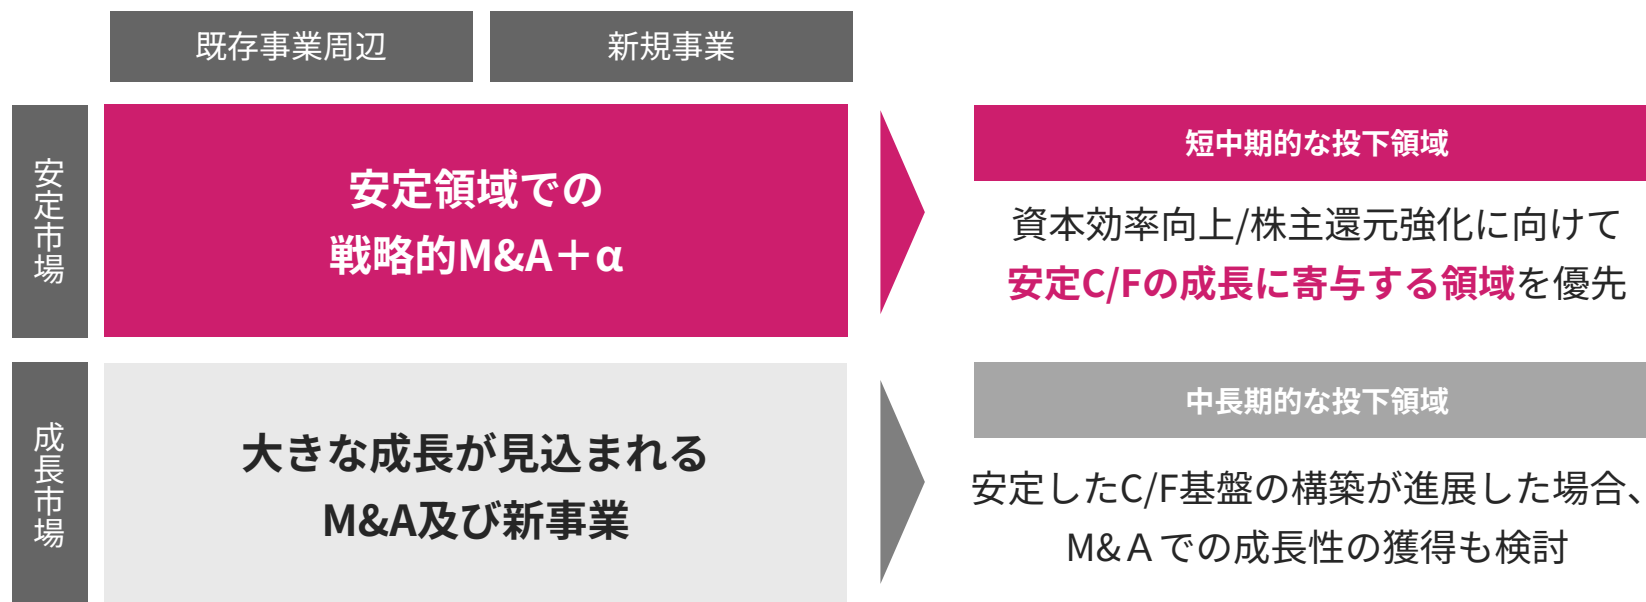 既存事業周辺
新規事業
安定市場
安定領域での
戦略的M&A＋α
短中期的な投下領域
資本効率向上/株主還元強化に向けて
安定C/Fの成長に寄与する領域を優先
成長市場
大きな成長が見込まれる
M&A及び新事業
中長期的な投下領域
安定したC/F基盤の構築が進展した場合、
M&Ａでの成長性の獲得も検討